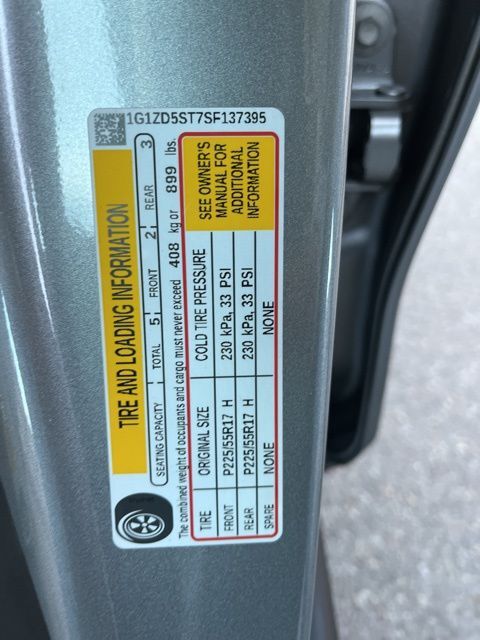 1G1ZD5ST7SF137395
TIRE AND LOADING INFORMATION
SEATING CAPACITY TOTAL 5 FRONT 2 REAR 3
The combined weight of occupants and cargo must never exceed 408 kg or 899 lbs.
TIRE ORIGINAL SIZE COLD TIRE PRESSURE
FRONT P225/55R17 H 230 kPa, 33 PSI
REAR P225/55R17 H 230 kPa, 33 PSI
SPARE NONE NONE
SEE OWNER'S
MANUAL FOR
ADDITIONAL
INFORMATION